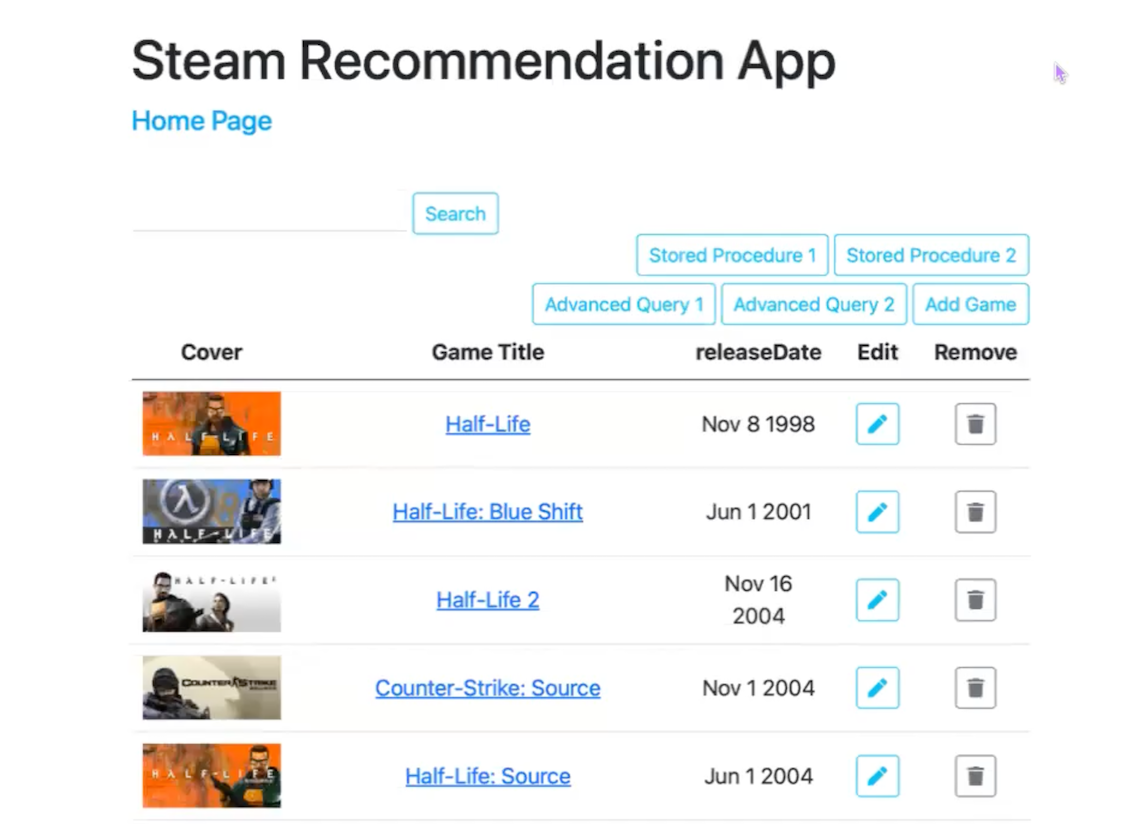 Steam Recommendation App
Home Page
Search
Stored Procedure 1 Stored Procedure 2
Advanced Query 1 Advanced Query 2 Add Game
Cover Game Title releaseDate Edit Remove
HALF-LIFE Half-Life Nov 8 1998
HALF-LIFE Half-Life: Blue Shift Jun 1 2001
HALF-LIFE² Half-Life 2 Nov 16
2004
COUNTER STRIKE Counter-Strike: Source Nov 1 2004
HALF-LIFE Half-Life: Source Jun 1 2004